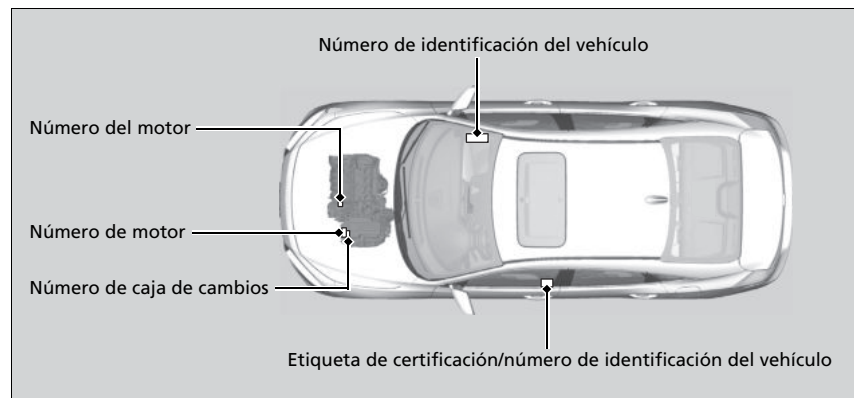 Número de identificación del vehículo
Número del motor
Número de motor
Número de caja de cambios
Etiqueta de certificación/número de identificación del vehículo